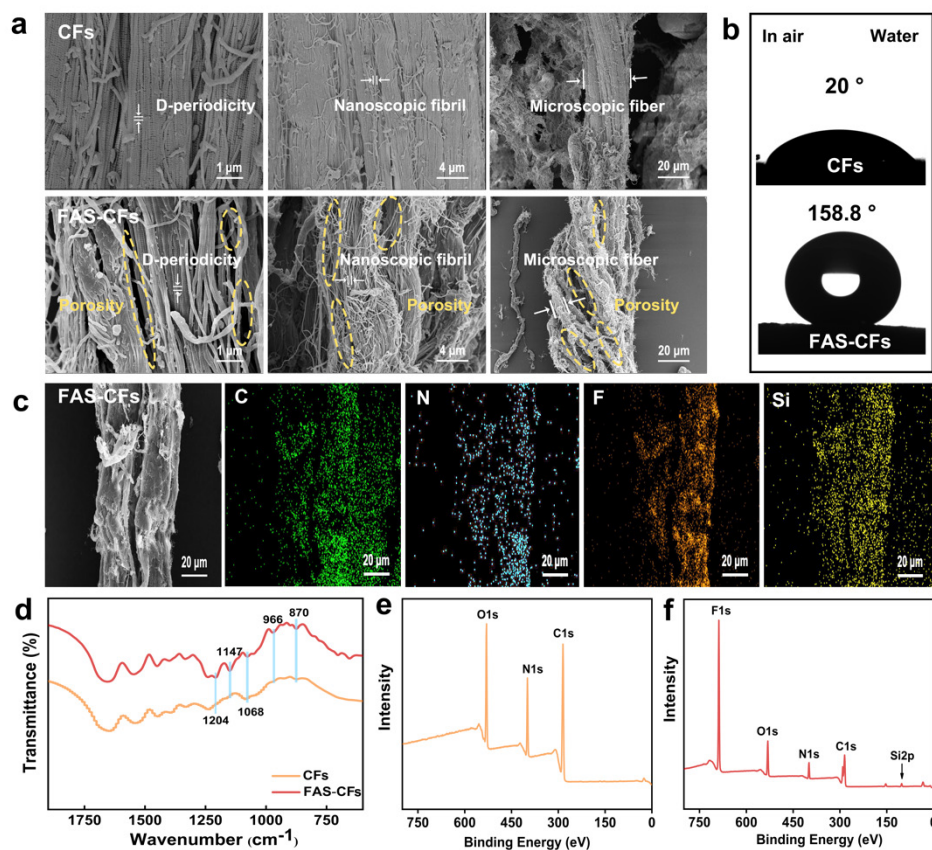 a
CFs
D-periodicity
1 μm
Nanoscopic fibril
4 μm
Microscopic fiber
20 μm
FAS-CFs
D-periodicity
Porosity
1 μm
Nanoscopic fibril
Porosity
4 μm
Microscopic fiber
Porosity
20 μm
b
In air Water
20 °
CFs
158.8 °
FAS-CFs
c
FAS-CFs
20 μm
C
20 μm
N
20 μm
F
20 μm
Si
20 μm
d
Transmittance (%)
966 870
1147
1204 1068
CFs
FAS-CFs
1750 1500 1250 1000 750
Wavenumber (cm-1)
e
Intensity
O1s
N1s
C1s
750 600 450 300 150 0
Binding Energy (eV)
f
Intensity
F1s
O1s
N1s
C1s
Si2p
750 600 450 300 150 0
Binding Energy (eV)